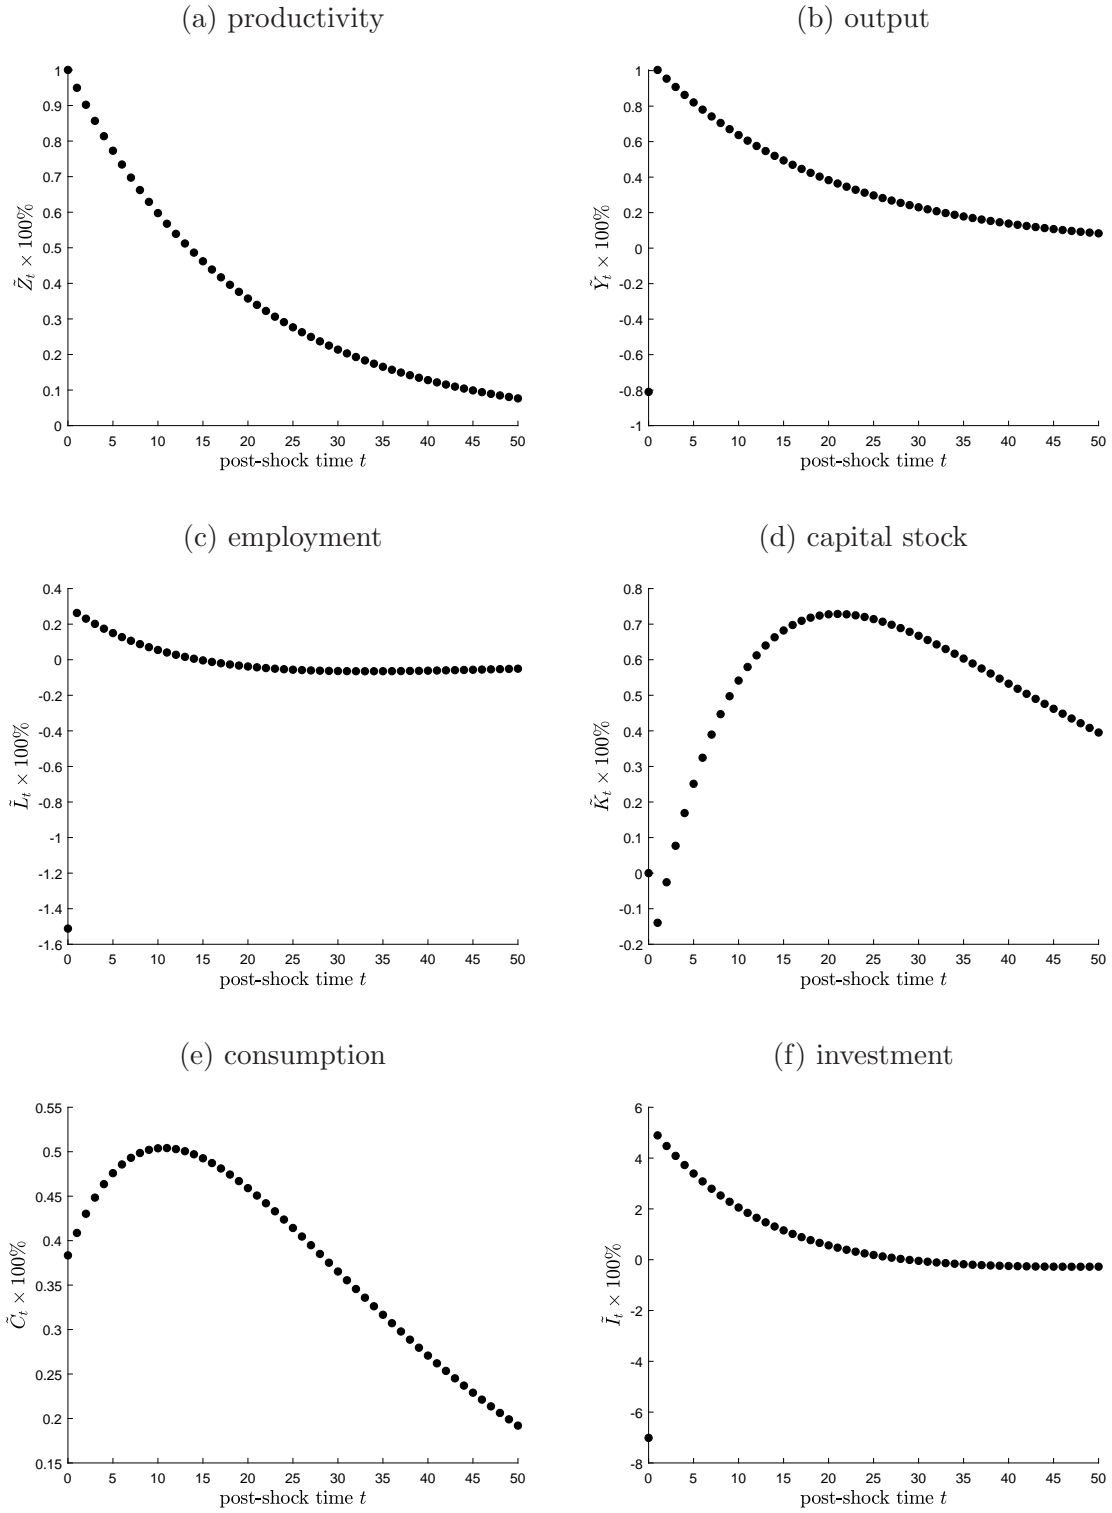 (a) productivity
1
0.9
0.8
0.7
0.6
0.5
0.4
0.3
0.2
0.1
0
Z̃_t × 100%
0 5 10 15 20 25 30 35 40 45 50
post-shock time t
(b) output
1
0.8
0.6
0.4
0.2
0
-0.2
-0.4
-0.6
-0.8
-1
Ỹ_t × 100%
0 5 10 15 20 25 30 35 40 45 50
post-shock time t
(c) employment
0.4
0.2
0
-0.2
-0.4
-0.6
-0.8
-1
-1.2
-1.4
-1.6
L̃_t × 100%
0 5 10 15 20 25 30 35 40 45 50
post-shock time t
(d) capital stock
0.8
0.7
0.6
0.5
0.4
0.3
0.2
0.1
0
-0.1
-0.2
K̃_t × 100%
0 5 10 15 20 25 30 35 40 45 50
post-shock time t
(e) consumption
0.55
0.5
0.45
0.4
0.35
0.3
0.25
0.2
0.15
C̃_t × 100%
0 5 10 15 20 25 30 35 40 45 50
post-shock time t
(f) investment
6
4
2
0
-2
-4
-6
-8
Ĩ_t × 100%
0 5 10 15 20 25 30 35 40 45 50
post-shock time t